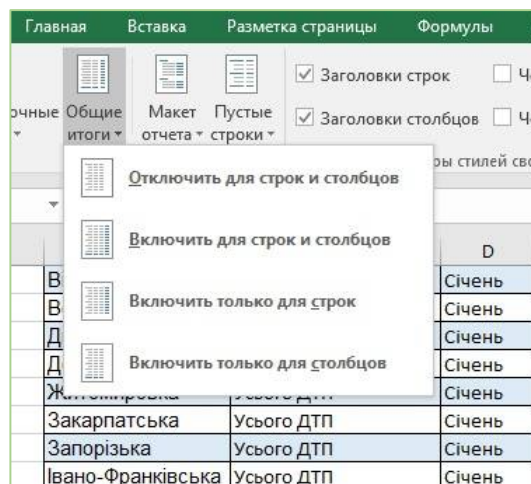 Главная Вставка Разметка страницы Формулы
Общие итоги
Макет отчета
Пустые строки
Заголовки строк
Заголовки столбцов
Отключить для строк и столбцов
Включить для строк и столбцов
Включить только для строк
Включить только для столбцов
D
Січень
Січень
Січень
Січень
Січень
Закарпатська Усього ДТП Січень
Запорізька Усього ДТП Січень
Івано-Франківська Усього ДТП Січень